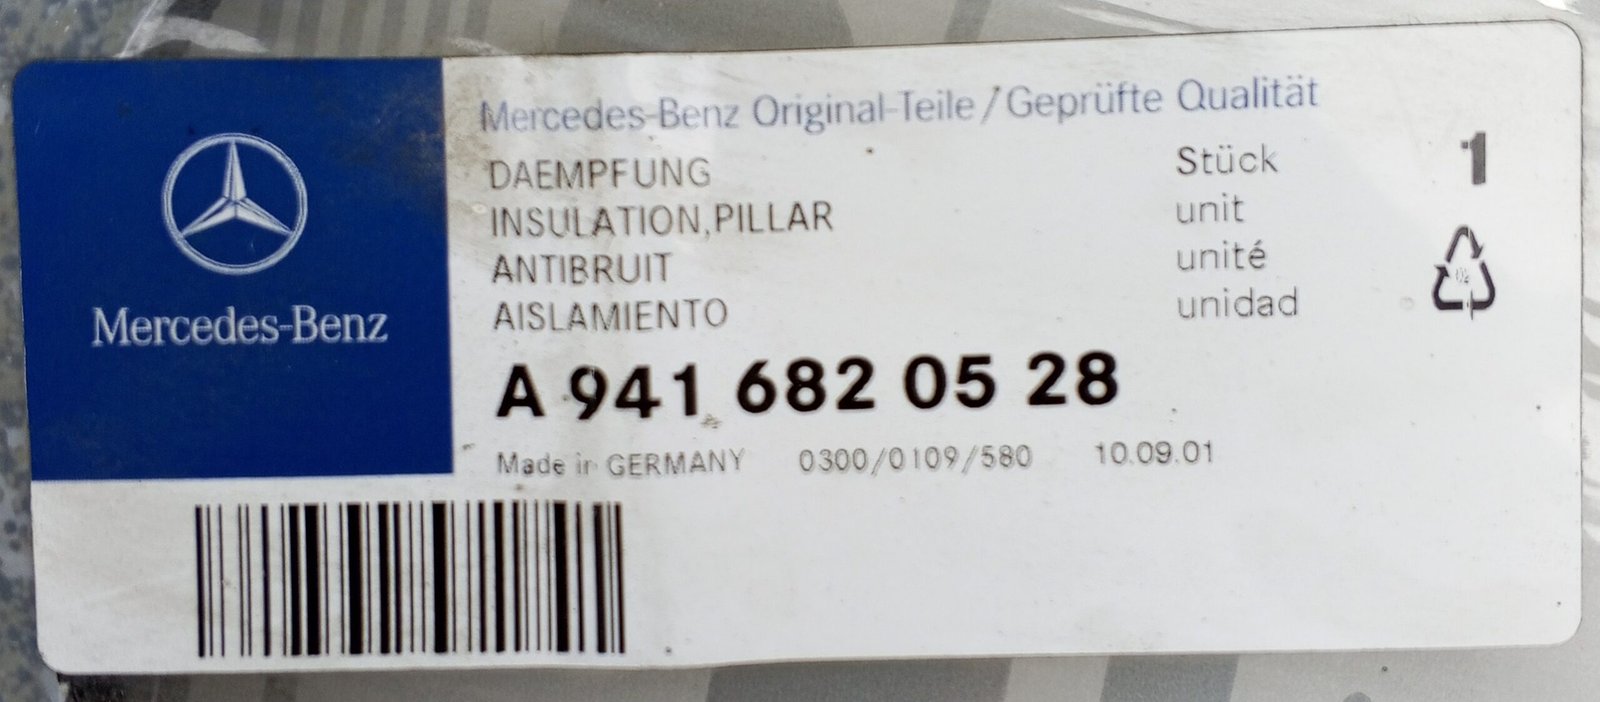 Mercedes-Benz
Mercedes-Benz Original-Teile/Geprüfte Qualität
DAEMPFUNG
INSULATION,PILLAR
ANTIBRUIT
AISLAMIENTO
Stück 1
unit
unité
unidad
A 941 682 05 28
Made in GERMANY 0300/0109/580 10.09.01